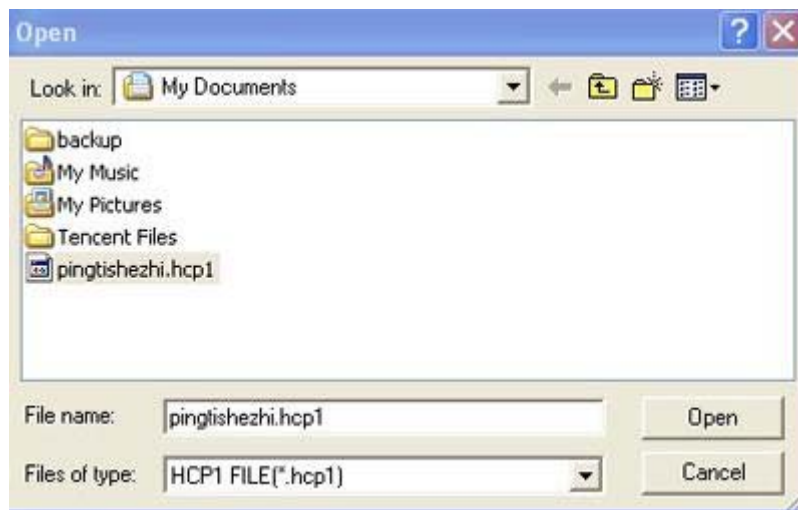 Open
Look in: My Documents
backup
My Music
My Pictures
Tencent Files
pingtishezhi.hcp1
File name: pingtishezhi.hcp1 Open
Files of type: HCP1 FILE(*.hcp1) Cancel